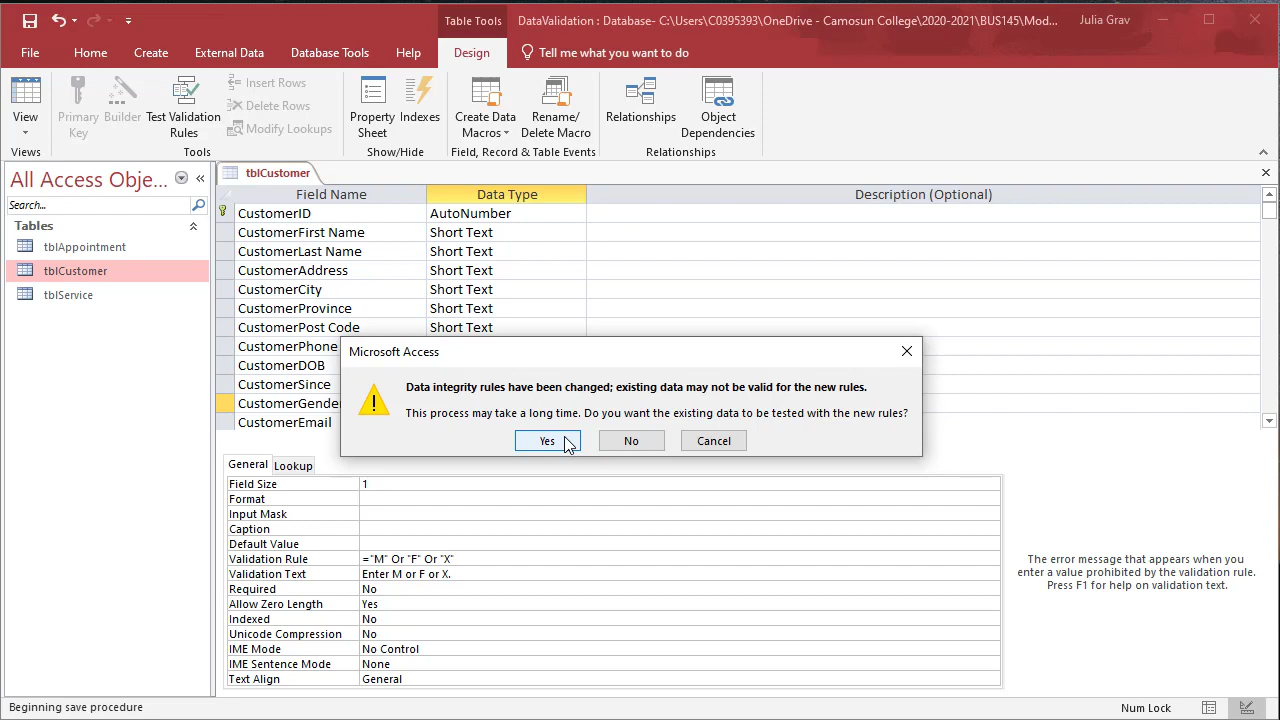 Table Tools
DataValidation : Database- C:\Users\C0395393\OneDrive - Camosun College\2020-2021\BUS145\Mod...
Julia Grav
File
Home
Create
External Data
Database Tools
Help
Design
Tell me what you want to do
View
Primary Key
Builder
Test Validation Rules
Insert Rows
Delete Rows
Modify Lookups
Property Sheet
Indexes
Create Data Macros
Rename/ Delete Macro
Relationships
Object Dependencies
Views
Tools
Show/Hide
Field, Record & Table Events
Relationships
All Access Obje...
Search...
Tables
tblAppointment
tblCustomer
tblService
tblCustomer
Field Name Data Type Description (Optional)
CustomerID AutoNumber
CustomerFirst Name Short Text
CustomerLast Name Short Text
CustomerAddress Short Text
CustomerCity Short Text
CustomerProvince Short Text
CustomerPost Code Short Text
CustomerPhone
CustomerDOB
CustomerSince
CustomerGende
CustomerEmail
Microsoft Access
Data integrity rules have been changed; existing data may not be valid for the new rules.
This process may take a long time. Do you want the existing data to be tested with the new rules?
Yes
No
Cancel
General
Lookup
Field Size 1
Format
Input Mask
Caption
Default Value
Validation Rule ="M" Or "F" Or "X"
Validation Text Enter M or F or X.
Required No
Allow Zero Length Yes
Indexed No
Unicode Compression No
IME Mode No Control
IME Sentence Mode None
Text Align General
The error message that appears when you
enter a value prohibited by the validation rule.
Press F1 for help on validation text.
Beginning save procedure
Num Lock